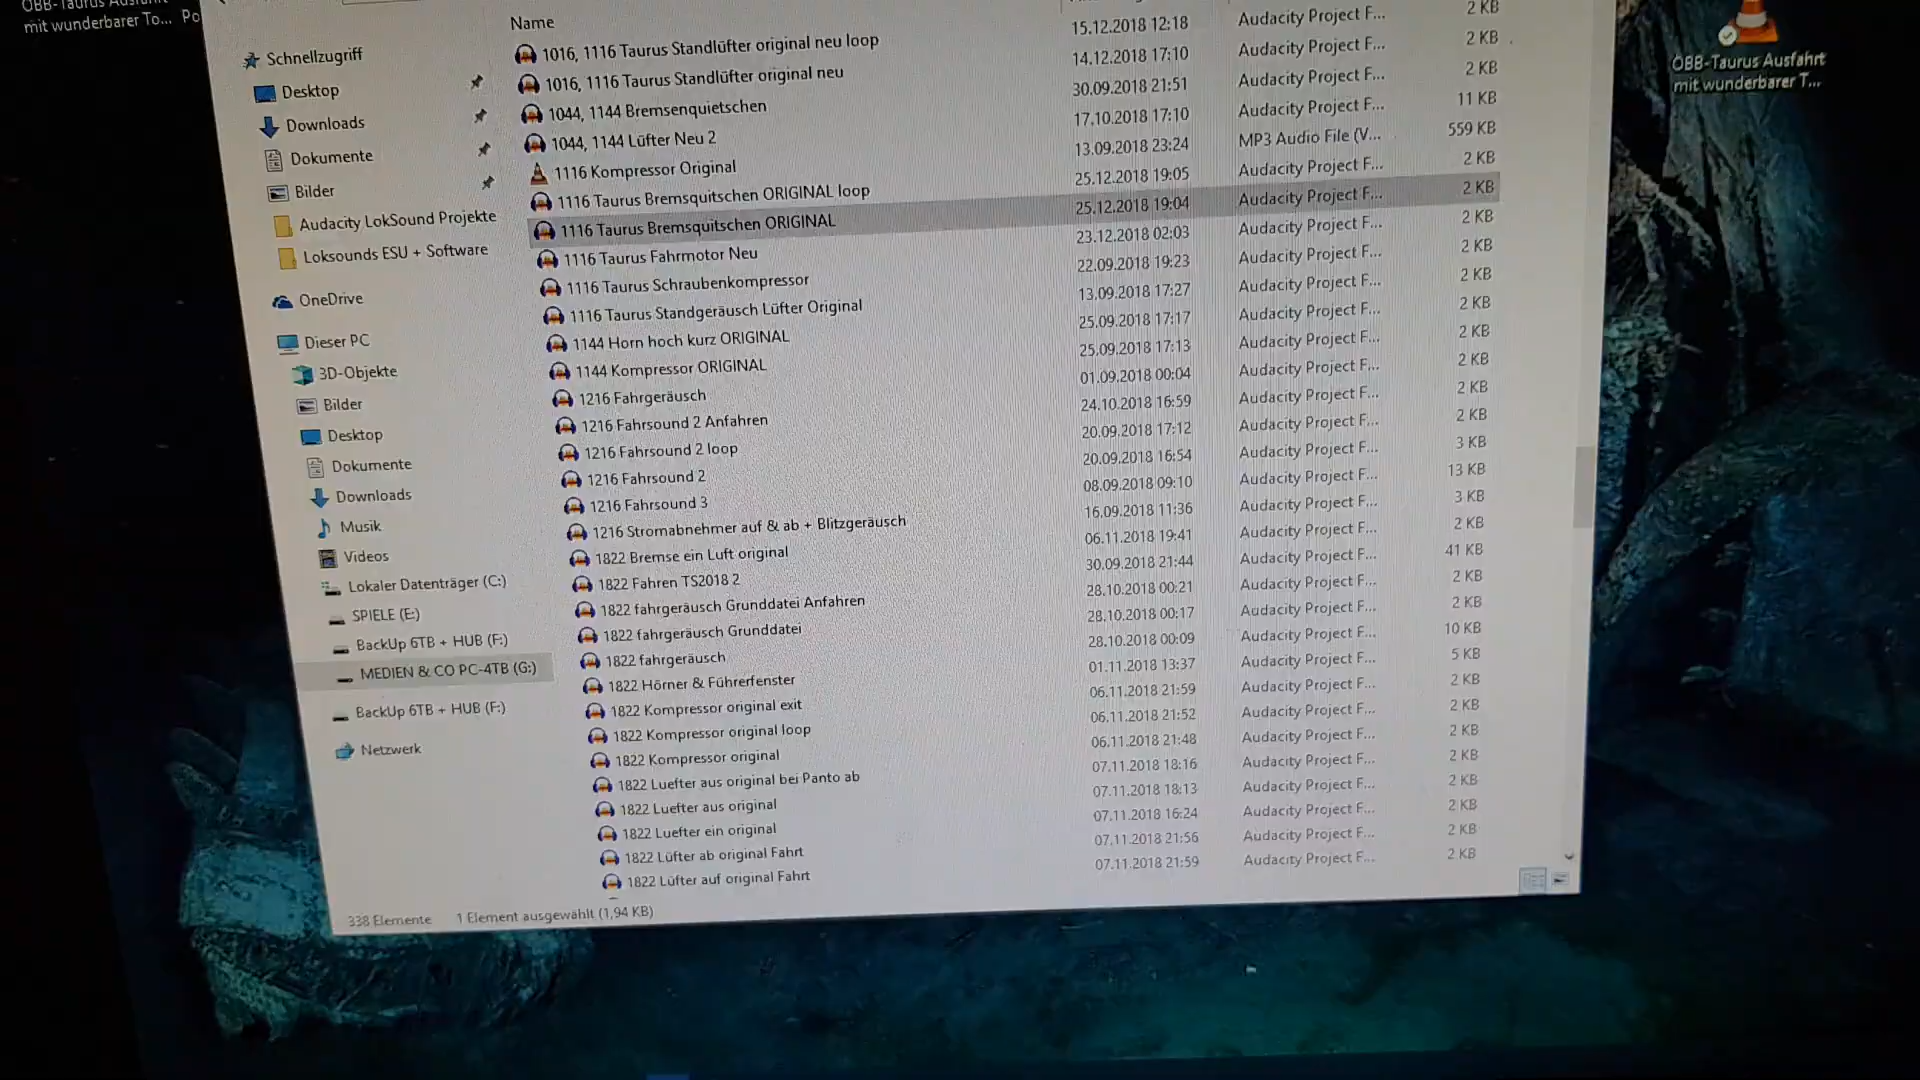 ÖBB-Taurus Ausfahrt
mit wunderbarer To...
Po
Name
Schnellzugriff
Desktop
Downloads
Dokumente
Bilder
Audacity LokSound Projekte
Loksounds ESU + Software
OneDrive
Dieser PC
3D-Objekte
Bilder
Desktop
Dokumente
Downloads
Musik
Videos
Lokaler Datenträger (C:)
SPIELE (E:)
BackUp 6TB + HUB (F:)
MEDIEN & CO PC-4TB (G:)
BackUp 6TB + HUB (F:)
Netzwerk
1016, 1116 Taurus Standlüfter original neu loop 15.12.2018 12:18 Audacity Project F... 2 KB
1016, 1116 Taurus Standlüfter original neu 14.12.2018 17:10 Audacity Project F... 2 KB
1044, 1144 Bremsenquietschen 30.09.2018 21:51 Audacity Project F... 2 KB
1044, 1144 Lüfter Neu 2 17.10.2018 17:10 Audacity Project F... 11 KB
1116 Kompressor Original 13.09.2018 23:24 MP3 Audio File (V... 559 KB
1116 Taurus Bremsquitschen ORIGINAL loop 25.12.2018 19:05 Audacity Project F... 2 KB
1116 Taurus Bremsquitschen ORIGINAL 25.12.2018 19:04 Audacity Project F... 2 KB
1116 Taurus Fahrmotor Neu 23.12.2018 02:03 Audacity Project F... 2 KB
1116 Taurus Schraubenkompressor 22.09.2018 19:23 Audacity Project F... 2 KB
1116 Taurus Standgeräusch Lüfter Original 13.09.2018 17:27 Audacity Project F... 2 KB
1144 Horn hoch kurz ORIGINAL 25.09.2018 17:17 Audacity Project F... 2 KB
1144 Kompressor ORIGINAL 25.09.2018 17:13 Audacity Project F... 2 KB
1216 Fahrgeräusch 01.09.2018 00:04 Audacity Project F... 2 KB
1216 Fahrsound 2 Anfahren 24.10.2018 16:59 Audacity Project F... 2 KB
1216 Fahrsound 2 loop 20.09.2018 17:12 Audacity Project F... 2 KB
1216 Fahrsound 2 20.09.2018 16:54 Audacity Project F... 3 KB
1216 Fahrsound 3 08.09.2018 09:10 Audacity Project F... 13 KB
1216 Stromabnehmer auf & ab + Blitzgeräusch 16.09.2018 11:36 Audacity Project F... 3 KB
1822 Bremse ein Luft original 06.11.2018 19:41 Audacity Project F... 2 KB
1822 Fahren TS2018 2 30.09.2018 21:44 Audacity Project F... 41 KB
1822 fahrgeräusch Grunddatei Anfahren 28.10.2018 00:21 Audacity Project F... 2 KB
1822 fahrgeräusch Grunddatei 28.10.2018 00:17 Audacity Project F... 2 KB
1822 fahrgeräusch 28.10.2018 00:09 Audacity Project F... 10 KB
1822 Hörner & Führerfenster 01.11.2018 13:37 Audacity Project F... 5 KB
1822 Kompressor original exit 06.11.2018 21:59 Audacity Project F... 2 KB
1822 Kompressor original loop 06.11.2018 21:52 Audacity Project F... 2 KB
1822 Kompressor original 06.11.2018 21:48 Audacity Project F... 2 KB
1822 Luefter aus original bei Panto ab 07.11.2018 18:16 Audacity Project F... 2 KB
1822 Luefter aus original 07.11.2018 18:13 Audacity Project F... 2 KB
1822 Luefter ein original 07.11.2018 16:24 Audacity Project F... 2 KB
1822 Lüfter ab original Fahrt 07.11.2018 21:56 Audacity Project F... 2 KB
1822 Lüfter auf original Fahrt 07.11.2018 21:59 Audacity Project F... 2 KB
338 Elemente 1 Element ausgewählt (1,94 KB)
ÖBB-Taurus Ausfahrt
mit wunderbarer T...